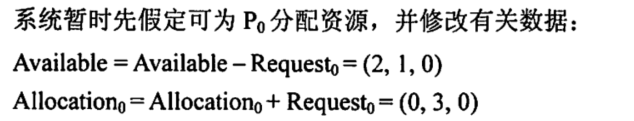 系统暂时先假定可为 P₀ 分配资源，并修改有关数据：
Available = Available – Request₀ = (2, 1, 0)
Allocation₀ = Allocation₀ + Request₀ = (0, 3, 0)